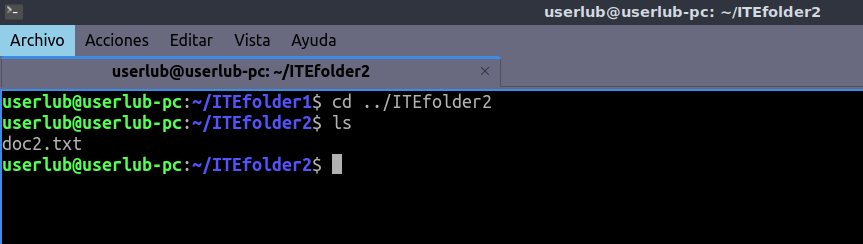 userlub@userlub-pc: ~/ITEfolder2
Archivo Acciones Editar Vista Ayuda
userlub@userlub-pc: ~/ITEfolder2 ×
userlub@userlub-pc:~/ITEfolder1$ cd ../ITEfolder2
userlub@userlub-pc:~/ITEfolder2$ ls
doc2.txt
userlub@userlub-pc:~/ITEfolder2$